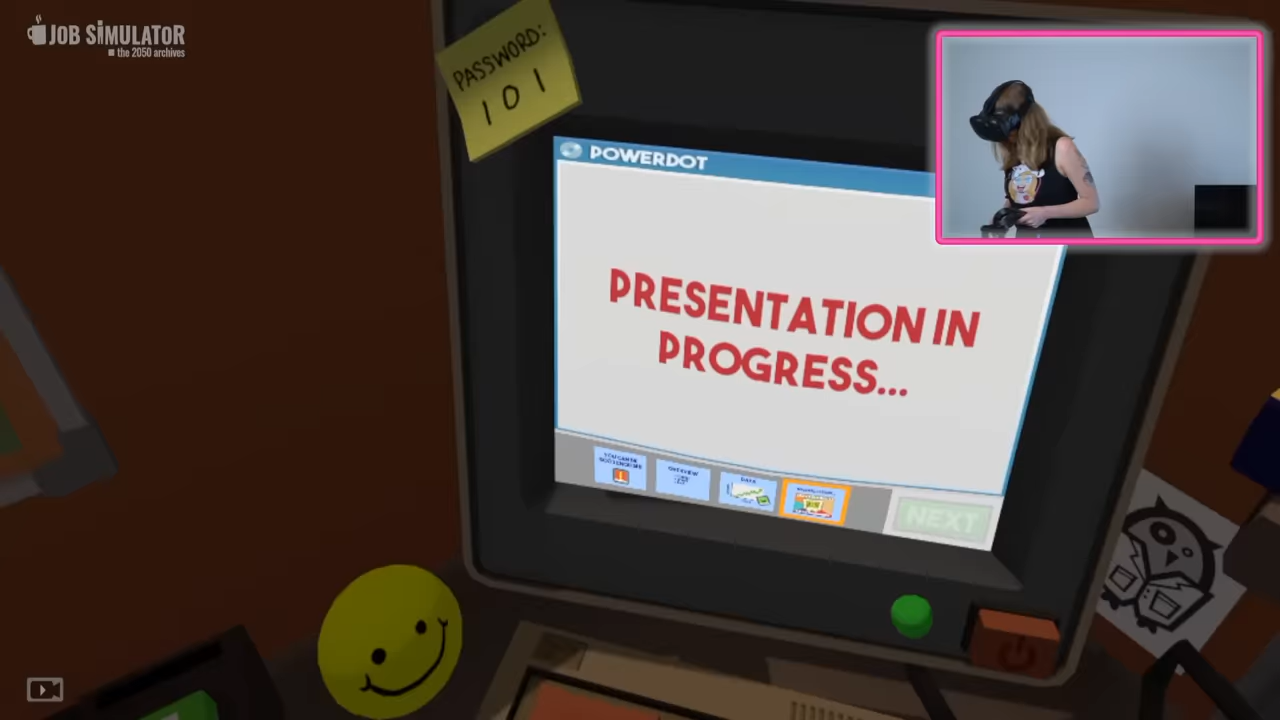 JOB SIMULATOR
the 2050 archives
PASSWORD:
101
POWERDOT
PRESENTATION IN
PROGRESS...
OVERVIEW
DATA
NEXT